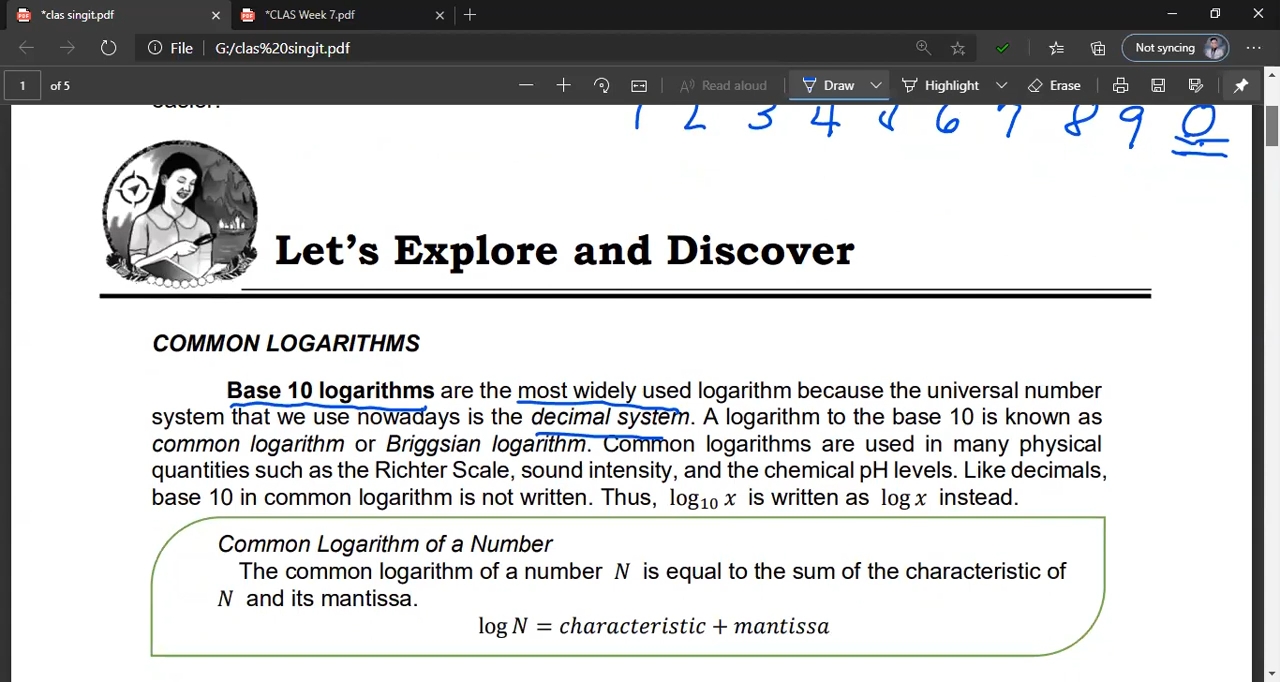 *clas singit.pdf
*CLAS Week 7.pdf
File G:/clas%20singit.pdf
Not syncing
1 of 5
Read aloud
Draw
Highlight
Erase
easier.
1 2 3 4 5 6 7 8 9 0
Let's Explore and Discover
COMMON LOGARITHMS
Base 10 logarithms are the most widely used logarithm because the universal number
system that we use nowadays is the decimal system. A logarithm to the base 10 is known as
common logarithm or Briggsian logarithm. Common logarithms are used in many physical
quantities such as the Richter Scale, sound intensity, and the chemical pH levels. Like decimals,
base 10 in common logarithm is not written. Thus, log₁₀ x is written as log x instead.
Common Logarithm of a Number
The common logarithm of a number N is equal to the sum of the characteristic of
N and its mantissa.
log N = characteristic + mantissa